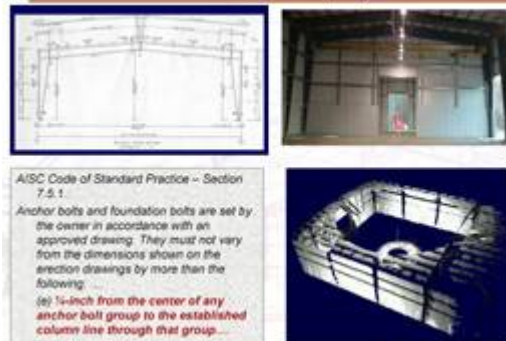 AISC Code of Standard Practice – Section
7.5.1
Anchor bolts and foundation bolts are set by
the owner in accordance with an
approved drawing. They must not vary
from the dimensions shown on the
erection drawings by more than the
following: ...
(e) ¼-inch from the center of any
anchor bolt group to the established
column line through that group....